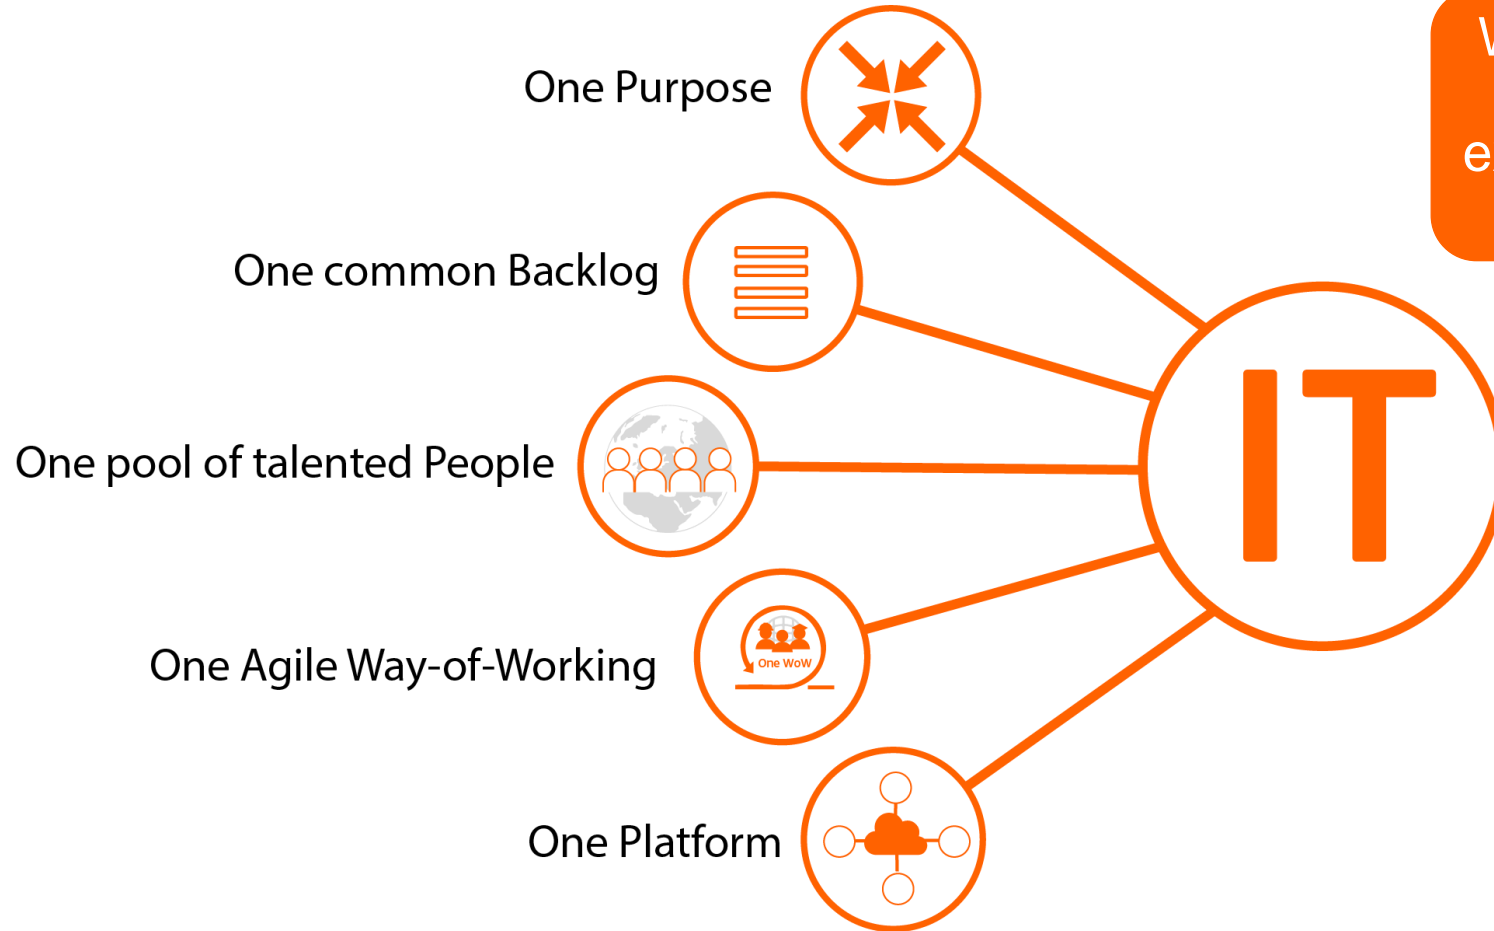 One Purpose
One common Backlog
One pool of talented People
IT
One Agile Way-of-Working
One WoW
One Platform